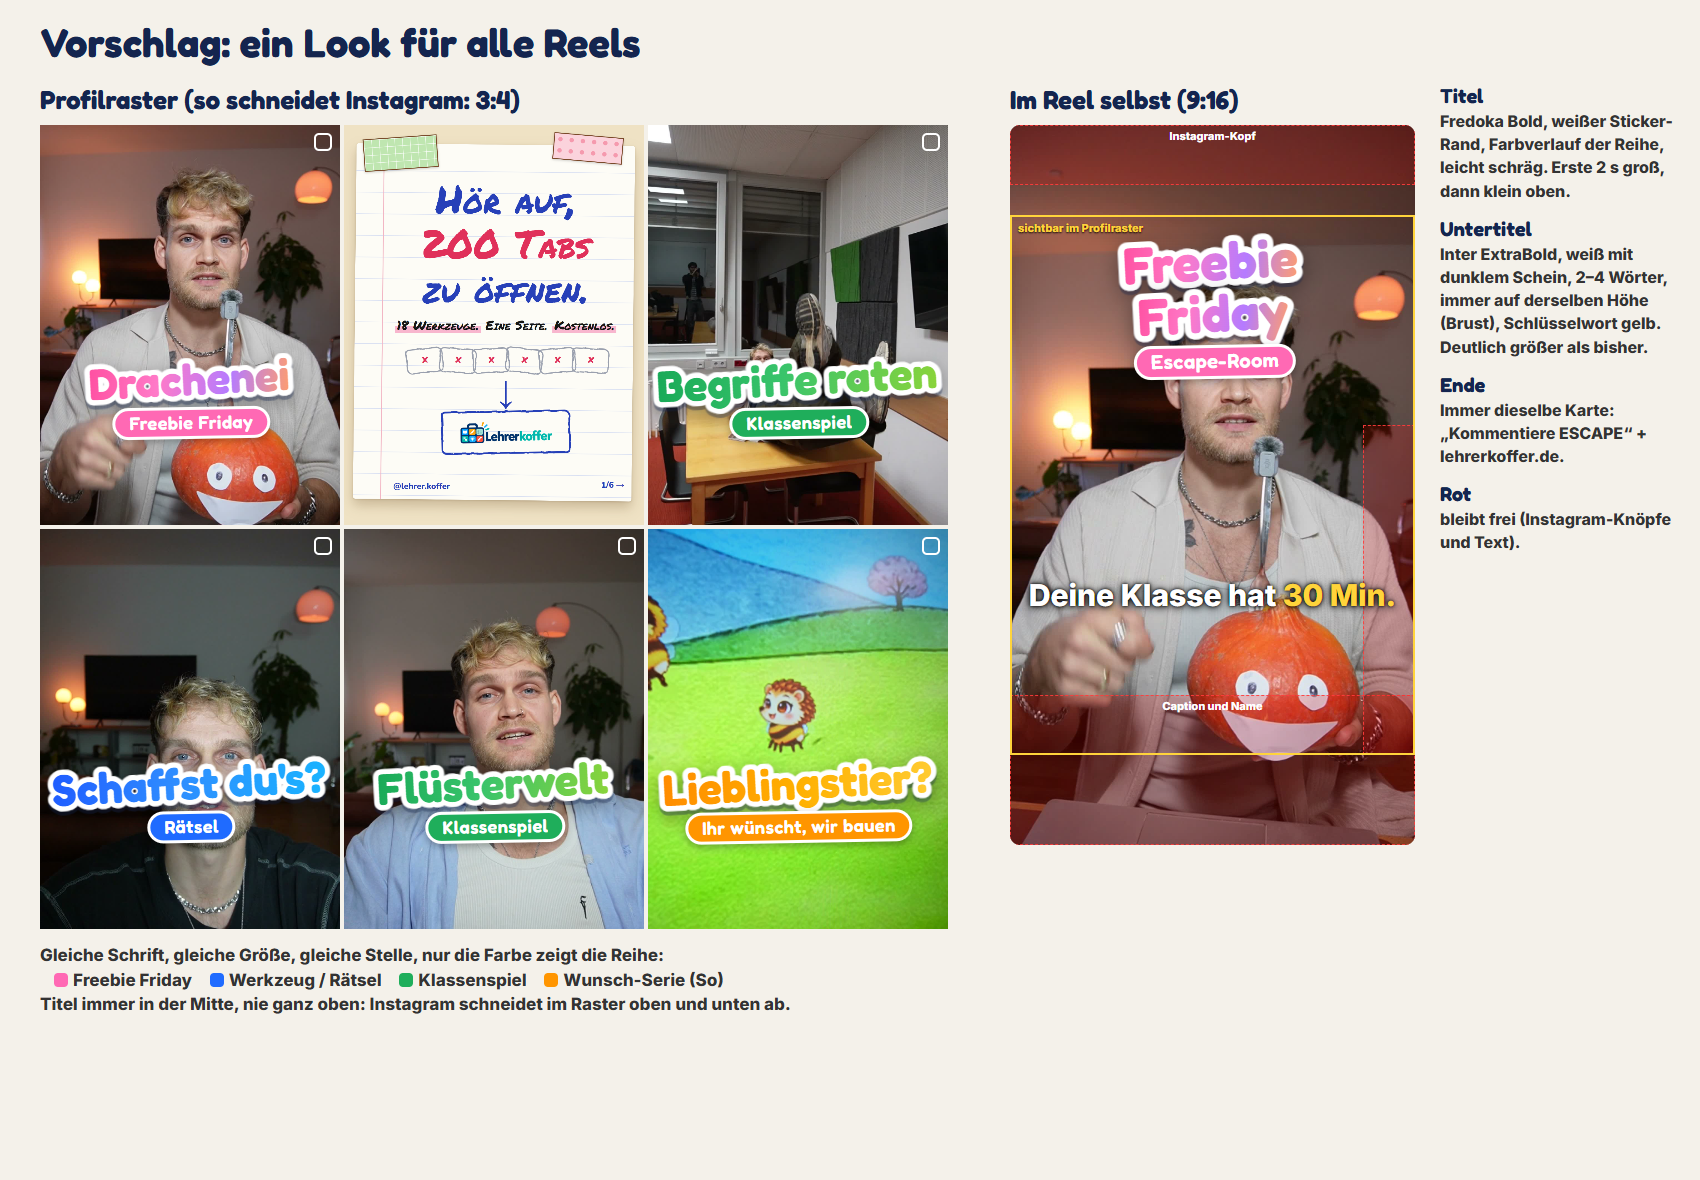 Vorschlag: ein Look für alle Reels
Profilraster (so schneidet Instagram: 3:4)
Drachenei
Freebie Friday
Hör auf,
200 Tabs
zu öffnen.
18 Werkzeuge. Eine Seite. Kostenlos.
x x x x x x
Lehrerkoffer
@lehrer.koffer
1/6 →
Begriffe raten
Klassenspiel
Schaffst du's?
Rätsel
Flüsterwelt
Klassenspiel
Lieblingstier?
Ihr wünscht, wir bauen
Gleiche Schrift, gleiche Größe, gleiche Stelle, nur die Farbe zeigt die Reihe:
Freebie Friday Werkzeug / Rätsel Klassenspiel Wunsch-Serie (So)
Titel immer in der Mitte, nie ganz oben: Instagram schneidet im Raster oben und unten ab.
Im Reel selbst (9:16)
Instagram-Kopf
sichtbar im Profilraster
Freebie
Friday
Escape-Room
Deine Klasse hat 30 Min.
Caption und Name
Titel
Fredoka Bold, weißer Sticker-
Rand, Farbverlauf der Reihe,
leicht schräg. Erste 2 s groß,
dann klein oben.
Untertitel
Inter ExtraBold, weiß mit
dunklem Schein, 2–4 Wörter,
immer auf derselben Höhe
(Brust), Schlüsselwort gelb.
Deutlich größer als bisher.
Ende
Immer dieselbe Karte:
„Kommentiere ESCAPE“ +
lehrerkoffer.de.
Rot
bleibt frei (Instagram-Knöpfe
und Text).